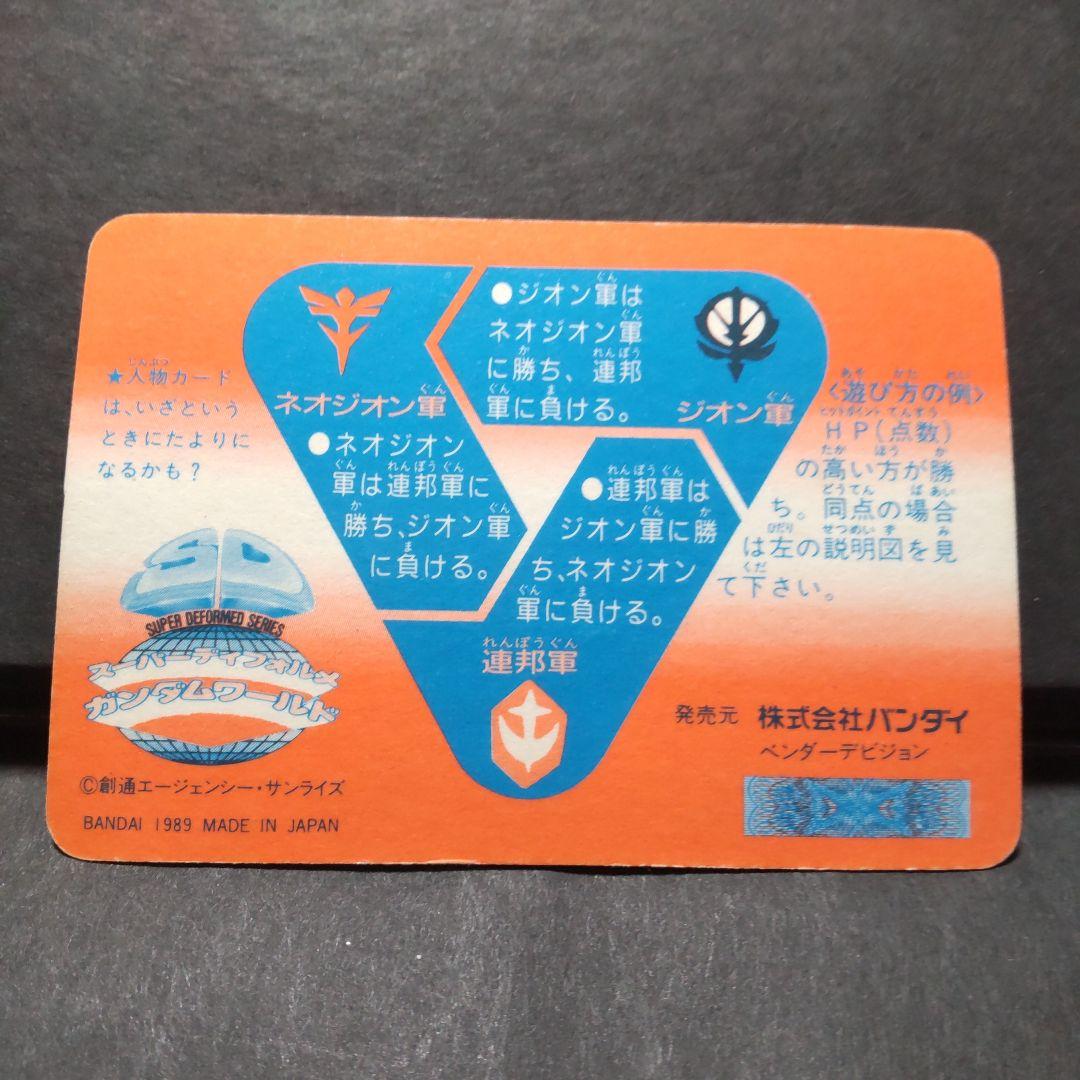 ★人物カード
は、いざという
ときにたよりに
なるかも?
ネオジオン軍
●ネオジオン
軍は連邦軍に
勝ち、ジオン軍
に負ける。
●ジオン軍は
ネオジオン軍
に勝ち、連邦
軍に負ける。
ジオン軍
●連邦軍は
ジオン軍に勝
ち、ネオジオン
軍に負ける。
連邦軍
〈遊び方の例〉
HP(点数)
の高い方が勝
ち。同点の場合
は左の説明図を見
て下さい。
SUPER DEFORMED SERIES
スーパーディフォルメ
ガンダムワールド
©創通エージェンシー・サンライズ
BANDAI 1989 MADE IN JAPAN
発売元 株式会社バンダイ
ベンダーデビジョン